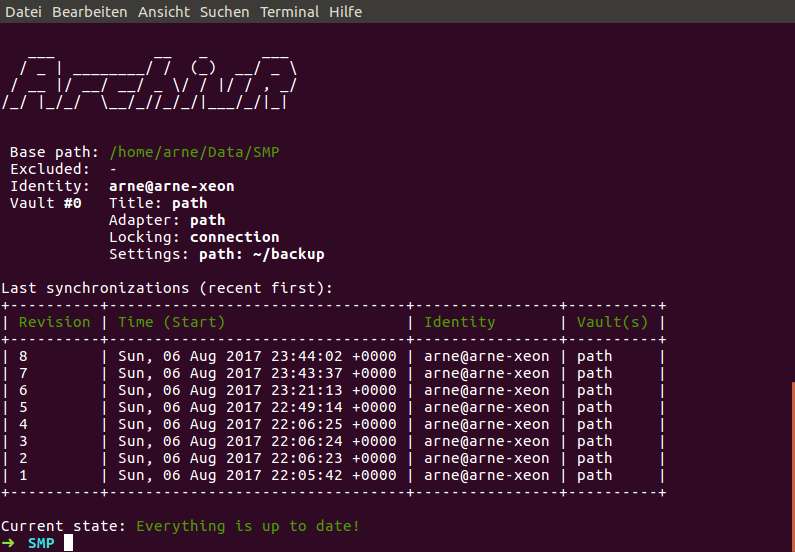 Datei Bearbeiten Ansicht Suchen Terminal Hilfe
ArchivR
Base path: /home/arne/Data/SMP
Excluded: -
Identity: arne@arne-xeon
Vault #0 Title: path
Adapter: path
Locking: connection
Settings: path: ~/backup
Last synchronizations (recent first):
| Revision | Time (Start) | Identity | Vault(s) |
| 8 | Sun, 06 Aug 2017 23:44:02 +0000 | arne@arne-xeon | path |
| 7 | Sun, 06 Aug 2017 23:43:37 +0000 | arne@arne-xeon | path |
| 6 | Sun, 06 Aug 2017 23:21:13 +0000 | arne@arne-xeon | path |
| 5 | Sun, 06 Aug 2017 22:49:14 +0000 | arne@arne-xeon | path |
| 4 | Sun, 06 Aug 2017 22:06:25 +0000 | arne@arne-xeon | path |
| 3 | Sun, 06 Aug 2017 22:06:24 +0000 | arne@arne-xeon | path |
| 2 | Sun, 06 Aug 2017 22:06:23 +0000 | arne@arne-xeon | path |
| 1 | Sun, 06 Aug 2017 22:05:42 +0000 | arne@arne-xeon | path |
Current state: Everything is up to date!
➜ SMP